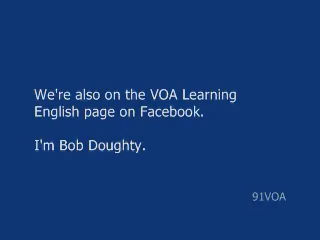 We're also on the VOA Learning
English page on Facebook.
I'm Bob Doughty.
91VOA